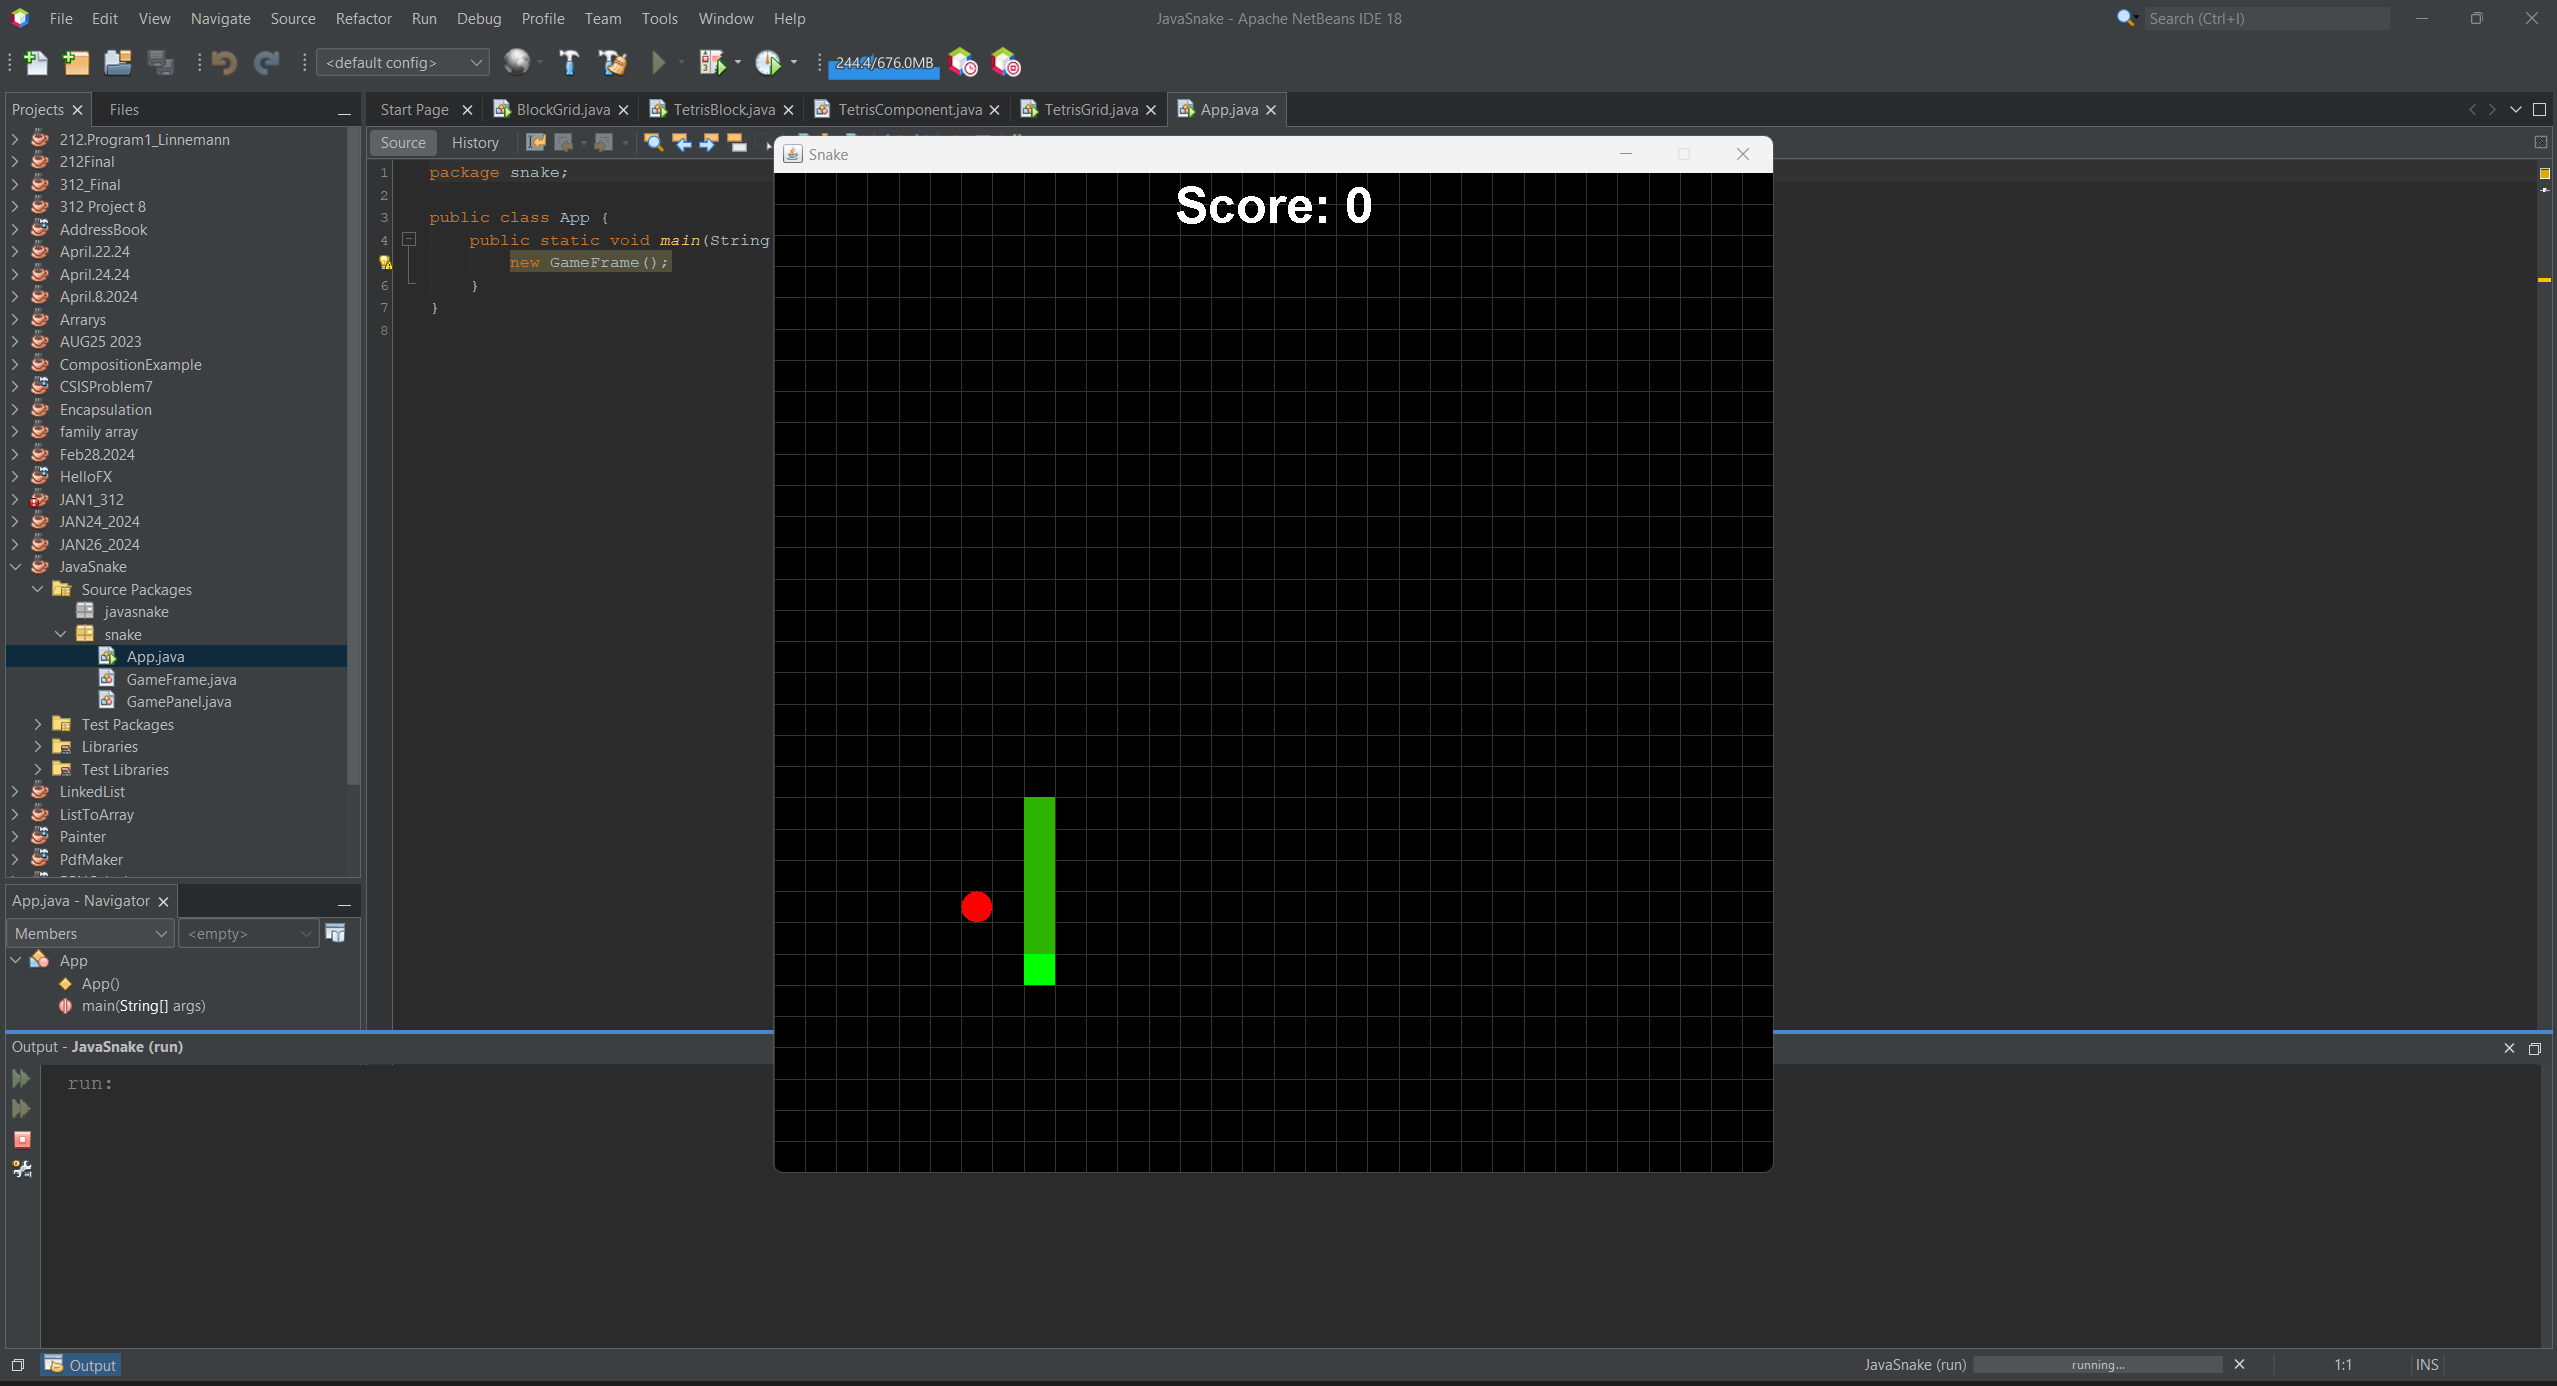 File Edit View Navigate Source Refactor Run Debug Profile Team Tools Window Help
JavaSnake - Apache NetBeans IDE 18
Search (Ctrl+I)
<default config>
244.4/676.0MB
Projects
Files
Start Page
BlockGrid.java
TetrisBlock.java
TetrisComponent.java
TetrisGrid.java
App.java
Source
History
212.Program1_Linnemann
212Final
312_Final
312 Project 8
AddressBook
April.22.24
April.24.24
April.8.2024
Arrarys
AUG25 2023
CompositionExample
CSISProblem7
Encapsulation
family array
Feb28.2024
HelloFX
JAN1_312
JAN24_2024
JAN26_2024
JavaSnake
Source Packages
javasnake
snake
App.java
GameFrame.java
GamePanel.java
Test Packages
Libraries
Test Libraries
LinkedList
ListToArray
Painter
PdfMaker
1 package snake;
2
3 public class App {
4 public static void main(String
new GameFrame();
6 }
7 }
8
Snake
Score: 0
App.java - Navigator
Members
<empty>
App
App()
main(String[] args)
Output - JavaSnake (run)
run:
Output
JavaSnake (run)
running...
1:1
INS